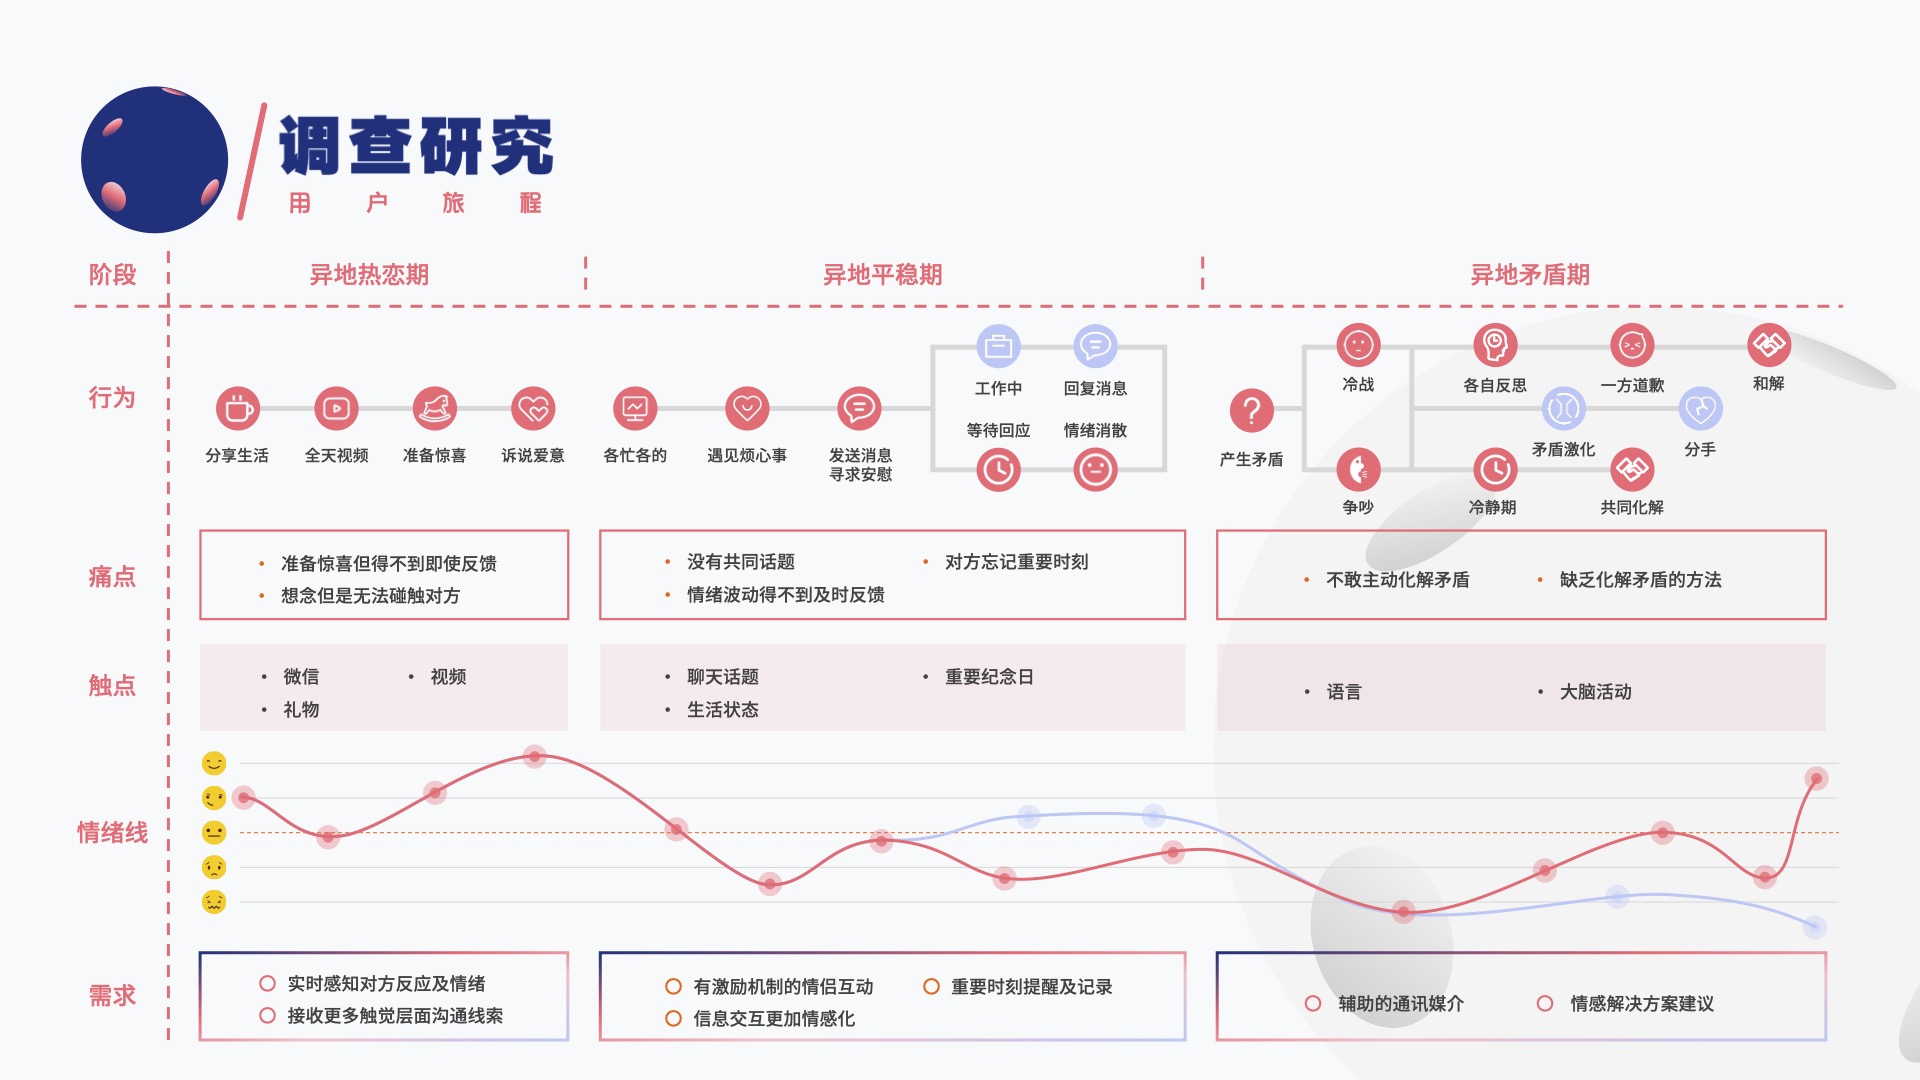 调查研究
用户旅程
阶段
异地热恋期
异地平稳期
异地矛盾期
行为
分享生活
全天视频
准备惊喜
诉说爱意
各忙各的
遇见烦心事
发送消息
寻求安慰
工作中
回复消息
等待回应
情绪消散
产生矛盾
冷战
争吵
各自反思
一方道歉
和解
矛盾激化
分手
冷静期
共同化解
痛点
• 准备惊喜但得不到即使反馈
• 想念但是无法碰触对方
• 没有共同话题
• 对方忘记重要时刻
• 情绪波动得不到及时反馈
• 不敢主动化解矛盾
• 缺乏化解矛盾的方法
触点
• 微信
• 视频
• 礼物
• 聊天话题
• 重要纪念日
• 生活状态
• 语言
• 大脑活动
情绪线
需求
实时感知对方反应及情绪
接收更多触觉层面沟通线索
有激励机制的情侣互动
重要时刻提醒及记录
信息交互更加情感化
辅助的通讯媒介
情感解决方案建议